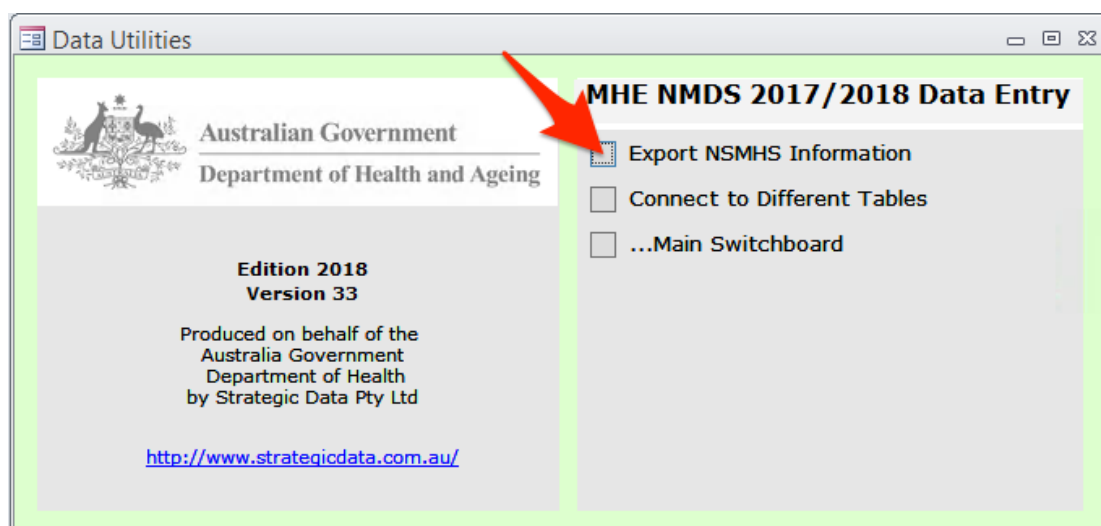 Data Utilities
Australian Government
Department of Health and Ageing
Edition 2018
Version 33
Produced on behalf of the
Australia Government
Department of Health
by Strategic Data Pty Ltd
http://www.strategicdata.com.au/
MHE NMDS 2017/2018 Data Entry
Export NSMHS Information
Connect to Different Tables
...Main Switchboard